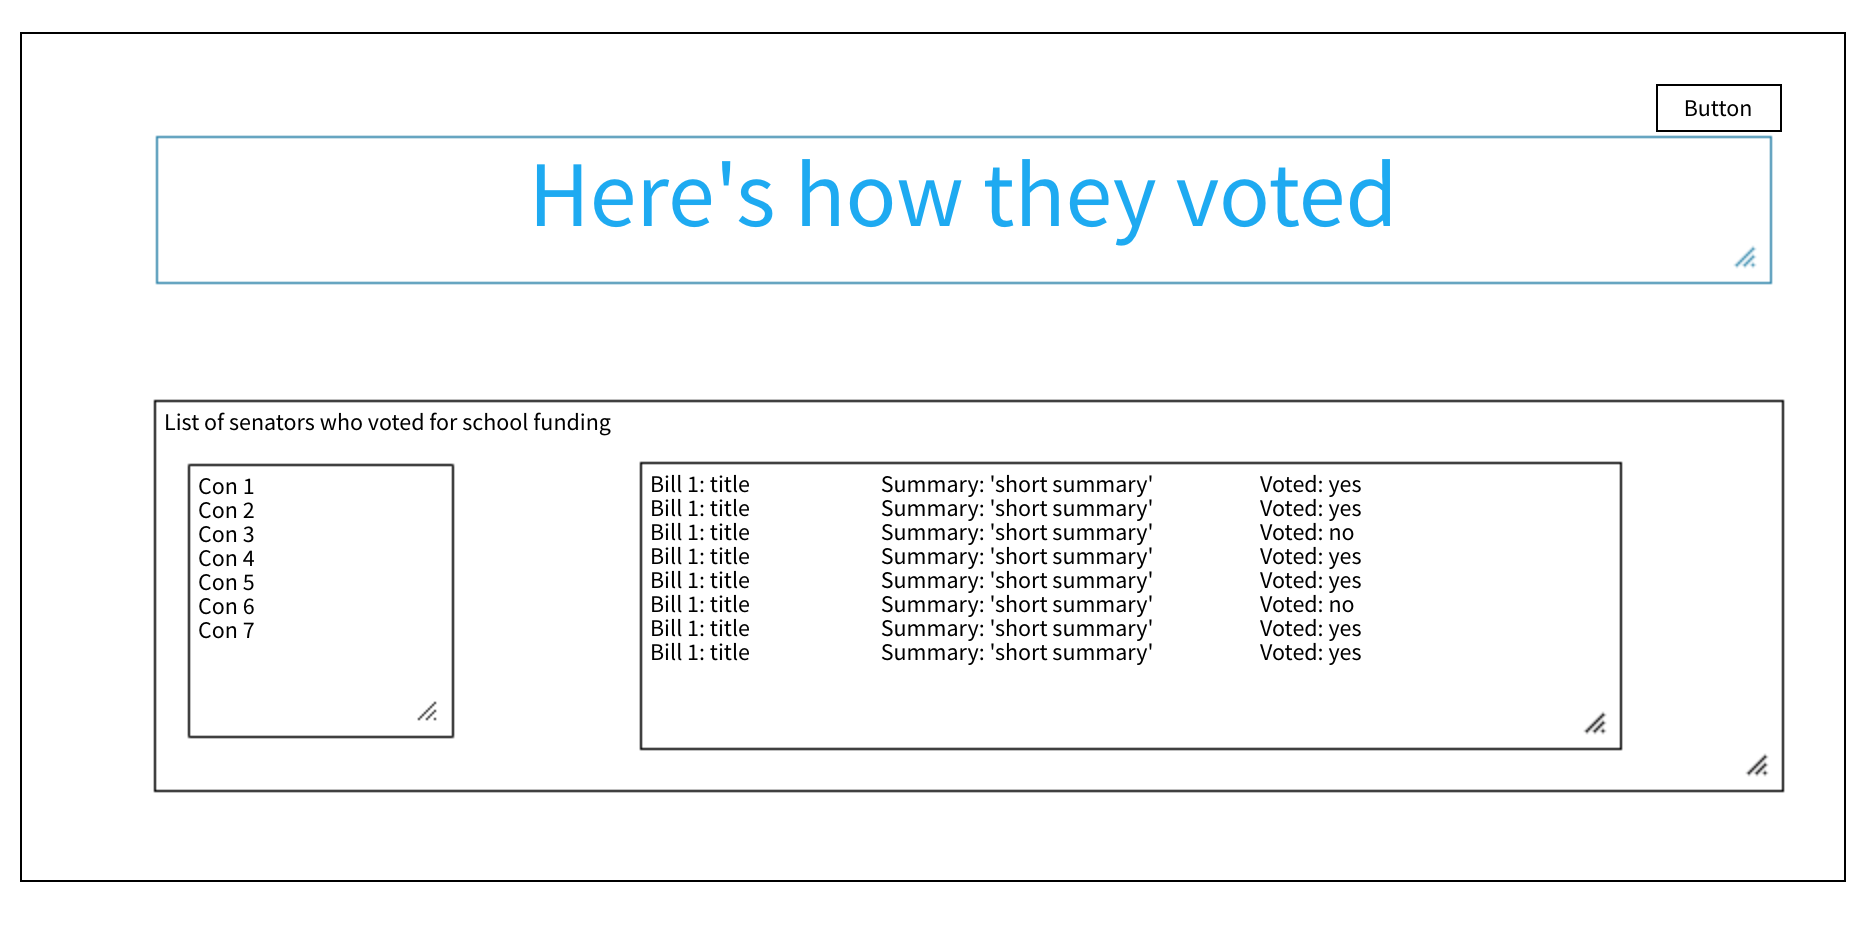 Button
Here's how they voted
List of senators who voted for school funding
Con 1
Con 2
Con 3
Con 4
Con 5
Con 6
Con 7
Bill 1: title Summary: 'short summary' Voted: yes
Bill 1: title Summary: 'short summary' Voted: yes
Bill 1: title Summary: 'short summary' Voted: no
Bill 1: title Summary: 'short summary' Voted: yes
Bill 1: title Summary: 'short summary' Voted: yes
Bill 1: title Summary: 'short summary' Voted: no
Bill 1: title Summary: 'short summary' Voted: yes
Bill 1: title Summary: 'short summary' Voted: yes